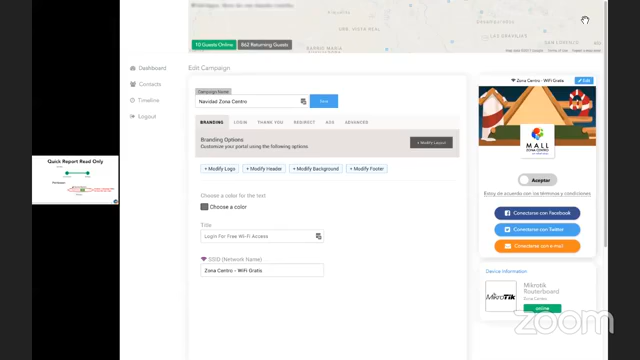 10 Guests Online
862 Returning Guests
Dashboard
Contacts
Timeline
Logout
Edit Campaign
Campaign Name
Navidad Zona Centro
Save
BRANDING
LOGIN
THANK YOU
REDIRECT
ADS
ADVANCED
Branding Options
Customize your portal using the following options
+ Modify Layout
+ Modify Logo
+ Modify Header
+ Modify Background
+ Modify Footer
Choose a color for the text
Choose a color
Title
Login For Free Wi-Fi Access
SSID (Network Name)
Zona Centro - WiFi Gratis
Quick Report Read Only
Zona Centro - WiFi Gratis
Edit
MALL
ZONA CENTRO
Aceptar
Estoy de acuerdo con los términos y condiciones
Conectarse con Facebook
Conectarse con Twitter
Conectarse con e-mail
Device information
MikroTik
Mikrotik
Routerboard
Zona Centro
online
zoom